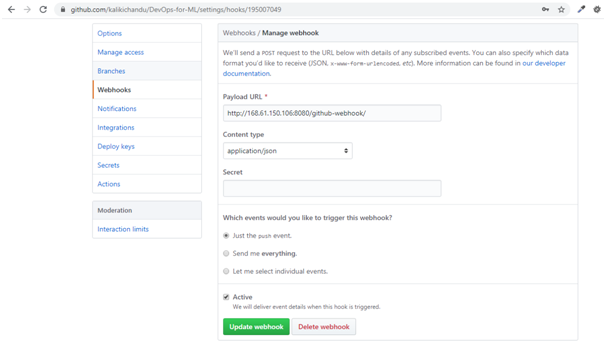 github.com/kalikichandu/DevOps-for-ML/settings/hooks/195007049
Options
Manage access
Branches
Webhooks
Notifications
Integrations
Deploy keys
Secrets
Actions
Moderation
Interaction limits
Webhooks / Manage webhook
We'll send a POST request to the URL below with details of any subscribed events. You can also specify which data
format you'd like to receive (JSON, x-www-form-urlencoded, etc). More information can be found in our developer
documentation.
Payload URL *
http://168.61.150.106:8080/github-webhook/
Content type
application/json
Secret
Which events would you like to trigger this webhook?
Just the push event.
Send me everything.
Let me select individual events.
Active
We will deliver event details when this hook is triggered.
Update webhook
Delete webhook